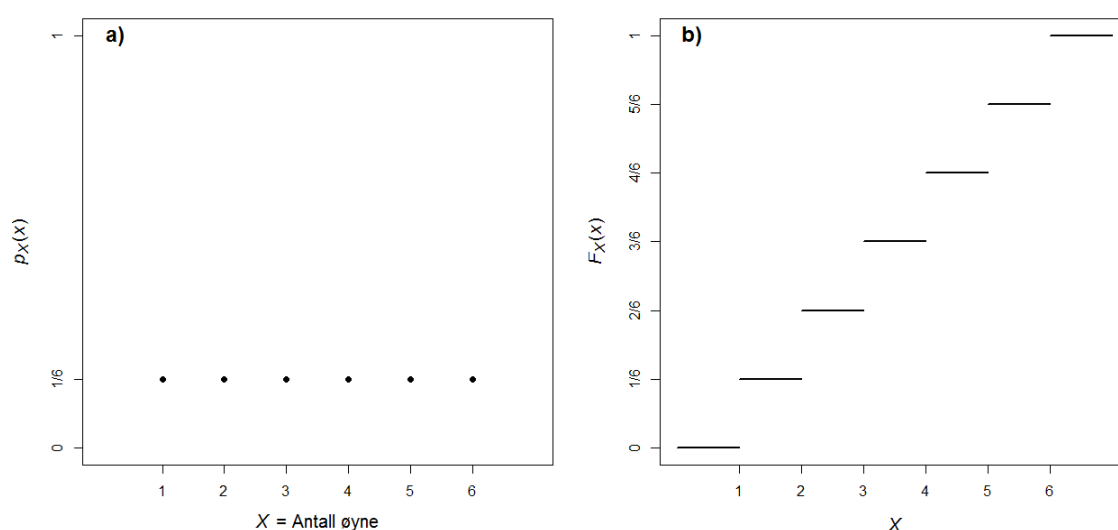 a)
1
1/6
0
p_X(x)
1 2 3 4 5 6
X = Antall øyne
b)
1
5/6
4/6
3/6
2/6
1/6
0
F_X(x)
1 2 3 4 5 6
X